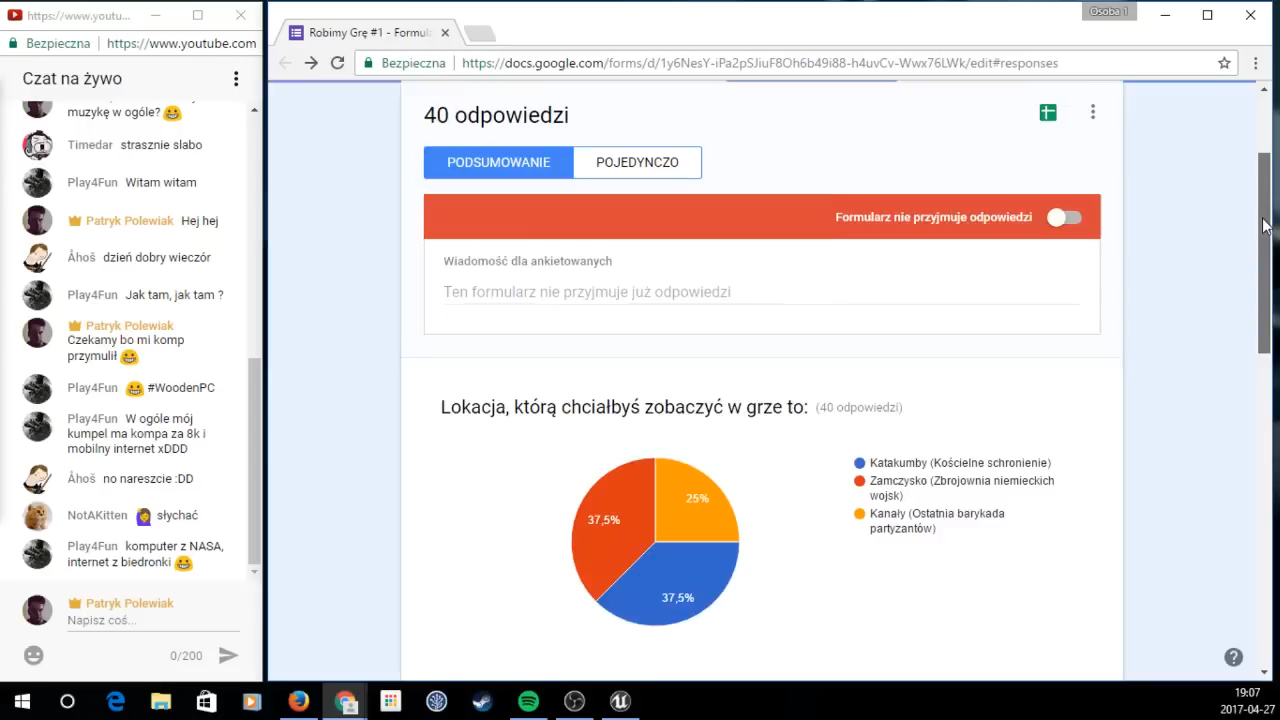 https://www.youtu...
Bezpieczna https://www.youtube.com
Czat na żywo
muzykę w ogóle?
Timedar strasznie slabo
Play4Fun Witam witam
Patryk Polewiak Hej hej
Åhoš dzień dobry wieczór
Play4Fun Jak tam, jak tam ?
Patryk Polewiak
Czekamy bo mi komp
przymulił
Play4Fun #WoodenPC
Play4Fun W ogóle mój
kumpel ma kompa za 8k i
mobilny internet xDDD
Åhoš no nareszcie :DD
NotAKitten słychać
Play4Fun komputer z NASA,
internet z biedronki
Patryk Polewiak
Napisz coś...
0/200
Osoba 1
Robimy Grę #1 - Formul
Bezpieczna https://docs.google.com/forms/d/1y6NesY-iPa2pSJiuF8Oh6b49i88-h4uvCv-Wwx76LWk/edit#responses
40 odpowiedzi
PODSUMOWANIE POJEDYNCZO
Formularz nie przyjmuje odpowiedzi
Wiadomość dla ankietowanych
Ten formularz nie przyjmuje już odpowiedzi
Lokacja, którą chciałbyś zobaczyć w grze to: (40 odpowiedzi)
25%
37,5%
37,5%
Katakumby (Kościelne schronienie)
Zamczysko (Zbrojownia niemieckich
wojsk)
Kanały (Ostatnia barykada
partyzantów)
19:07
2017-04-27